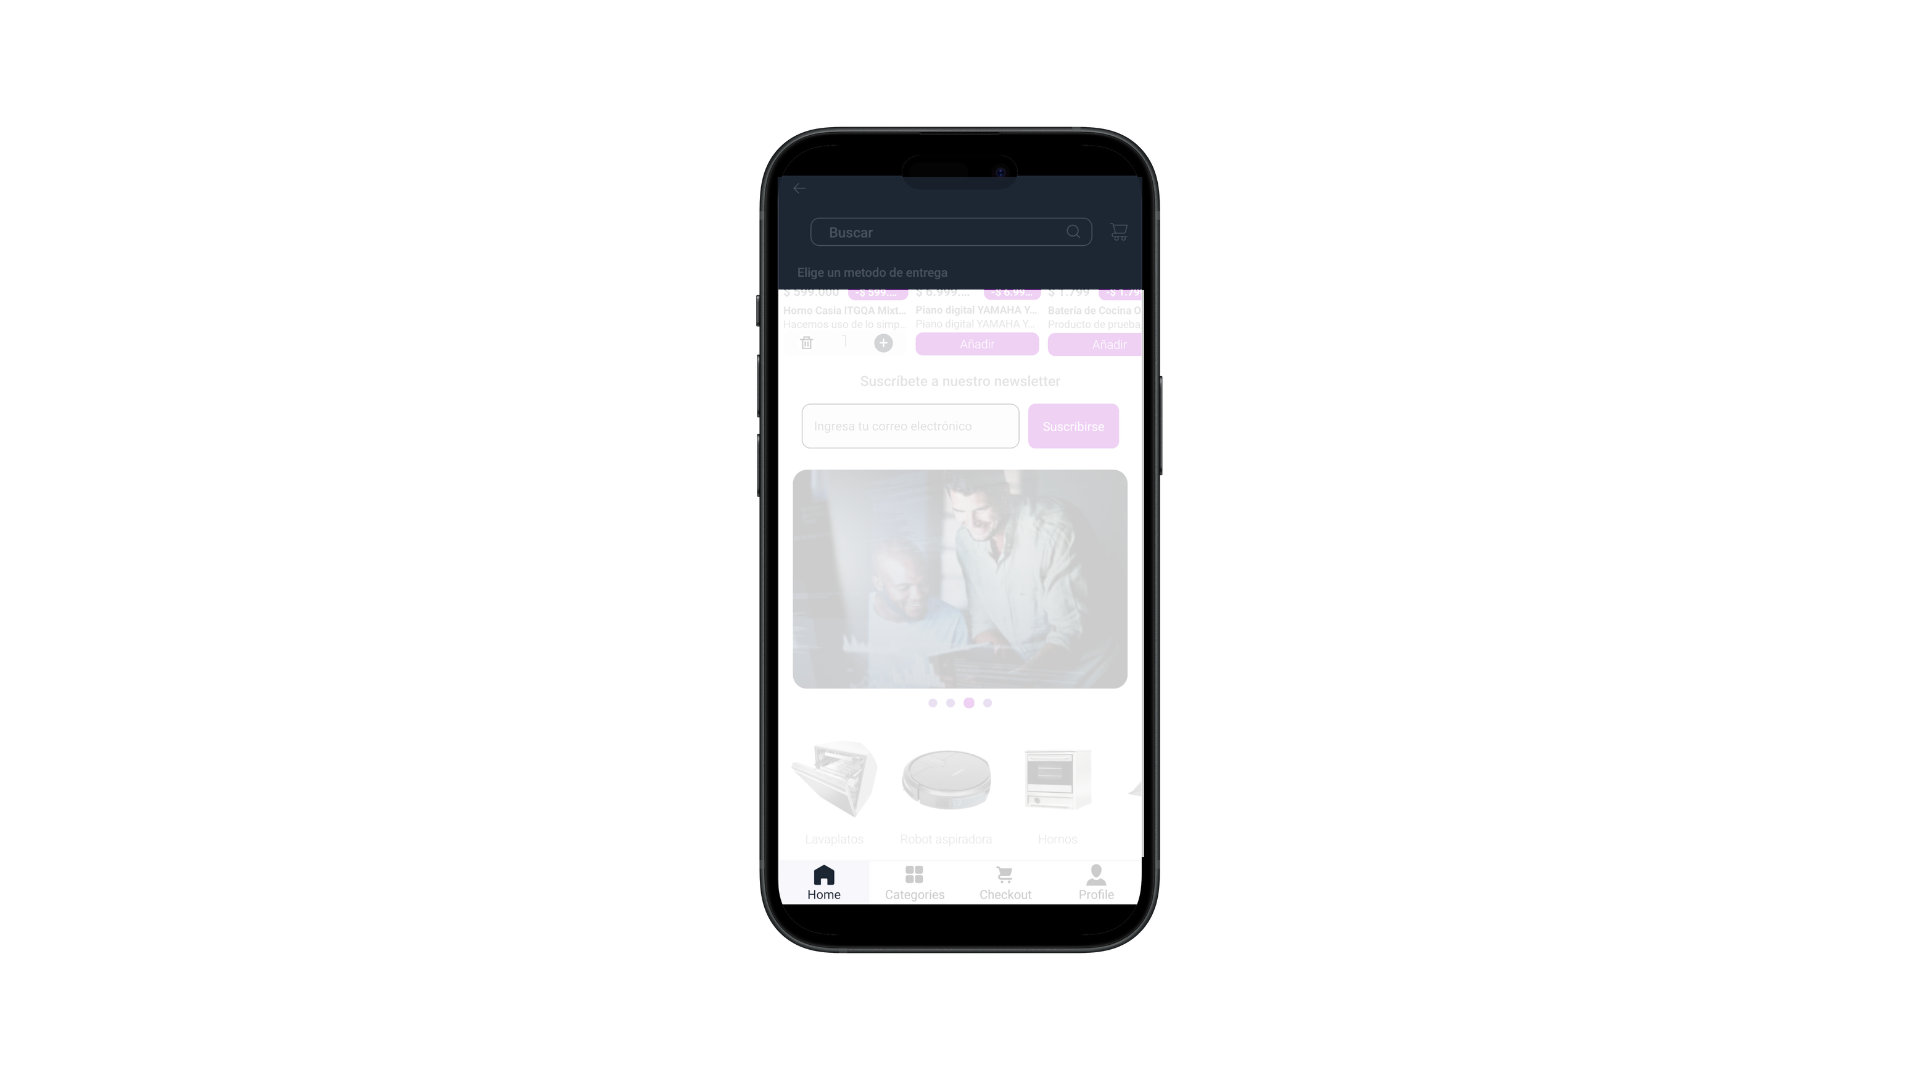 Buscar
Elige un metodo de entrega
$ 599.000 -$ 599.... $ 6.999.... -$ 6.99... $ 1.799 -$ 1.79
Horno Casia ITGQA Mixt... Piano digital YAMAHA Y... Batería de Cocina O
Hacemos uso de lo simp... Piano digital YAMAHA Y... Producto de prueba
1 Añadir Añadir
Suscríbete a nuestro newsletter
Ingresa tu correo electrónico Suscribirse
Lavaplatos Robot aspiradora Hornos
Home Categories Checkout Profile